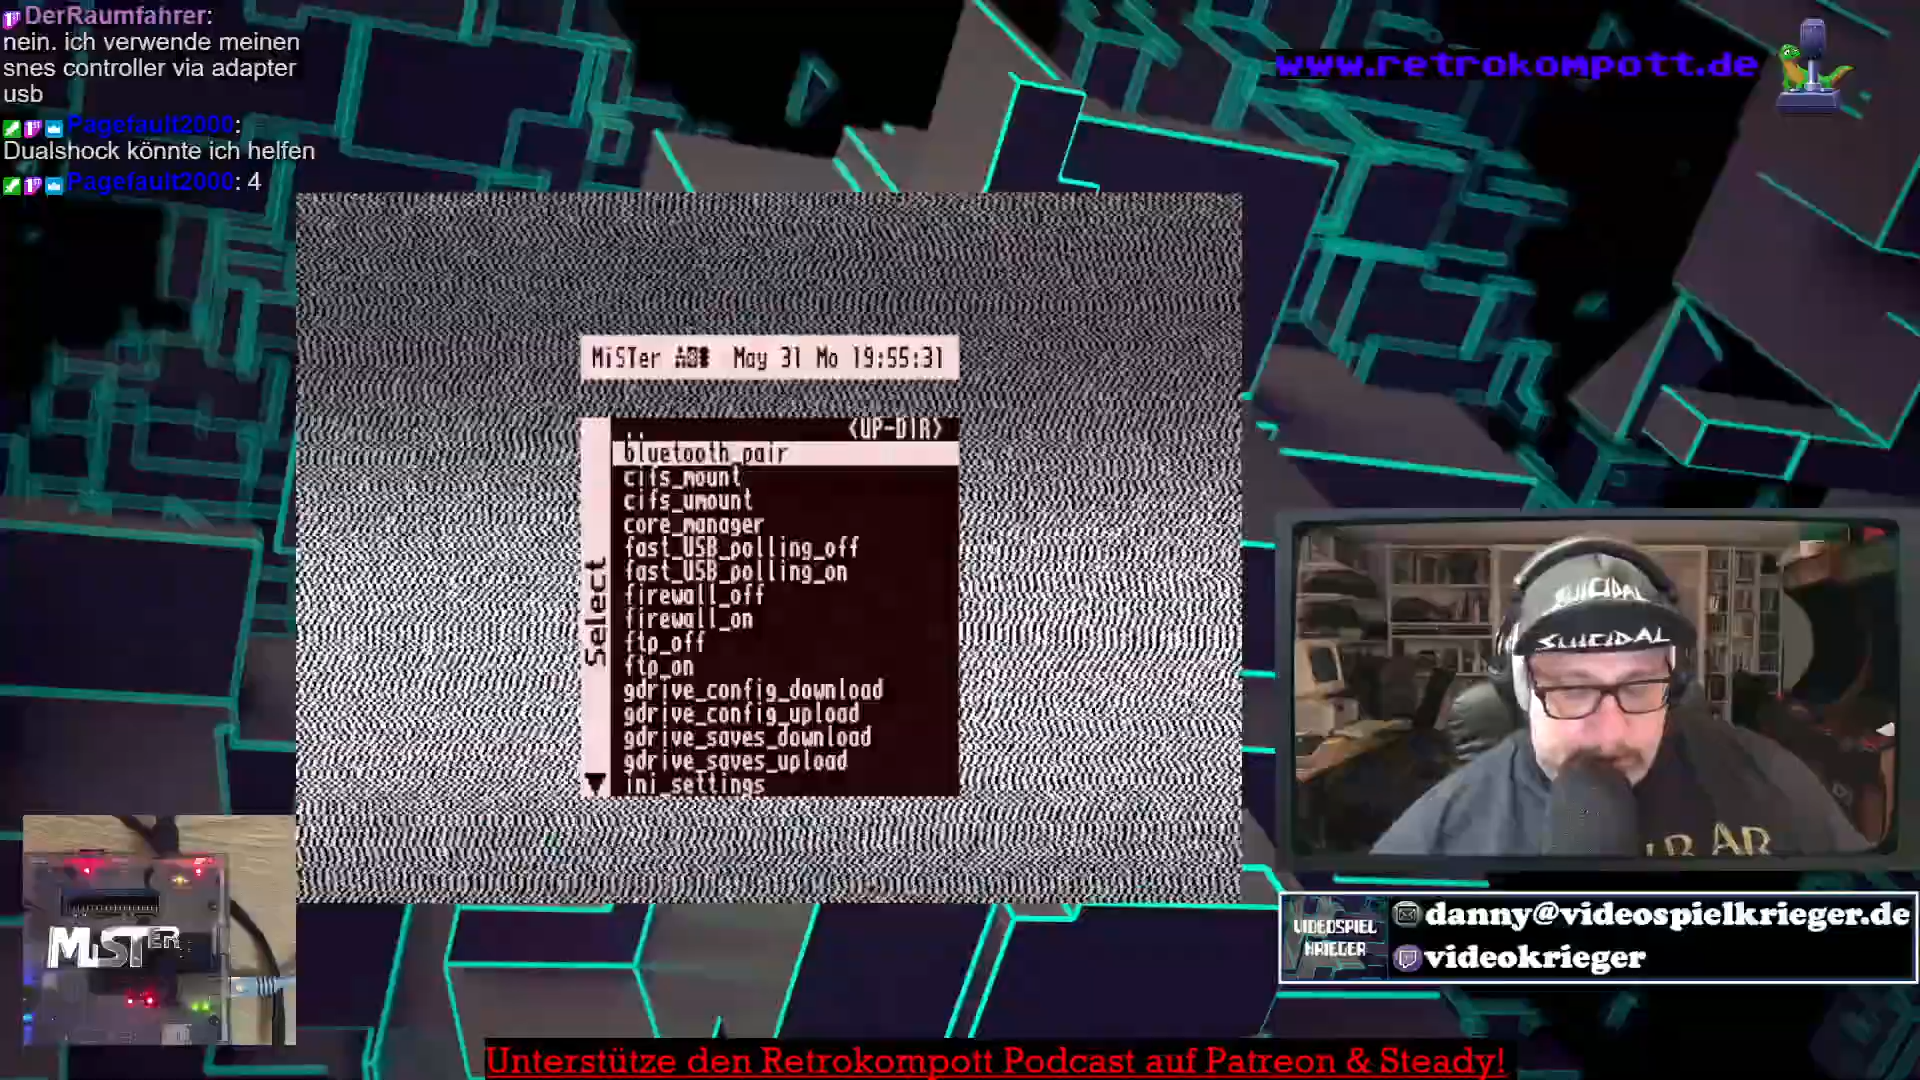 DerRaumfahrer:
nein. ich verwende meinen
snes controller via adapter
usb
Pagefault2000:
Dualshock könnte ich helfen
Pagefault2000: 4
www.retrokompott.de
MiSTer May 31 Mo 19:55:31
Select
.. <UP-DIR>
bluetooth_pair
cifs_mount
cifs_umount
core_manager
fast_USB_polling_off
fast_USB_polling_on
firewall_off
firewall_on
ftp_off
ftp_on
gdrive_config_download
gdrive_config_upload
gdrive_saves_download
gdrive_saves_upload
ini_settings
SUICIDAL
SUICIDAL
MiSTER
VIDEOSPIEL
KRIEGER
danny@videospielkrieger.de
videokrieger
Unterstütze den Retrokompott Podcast auf Patreon & Steady!